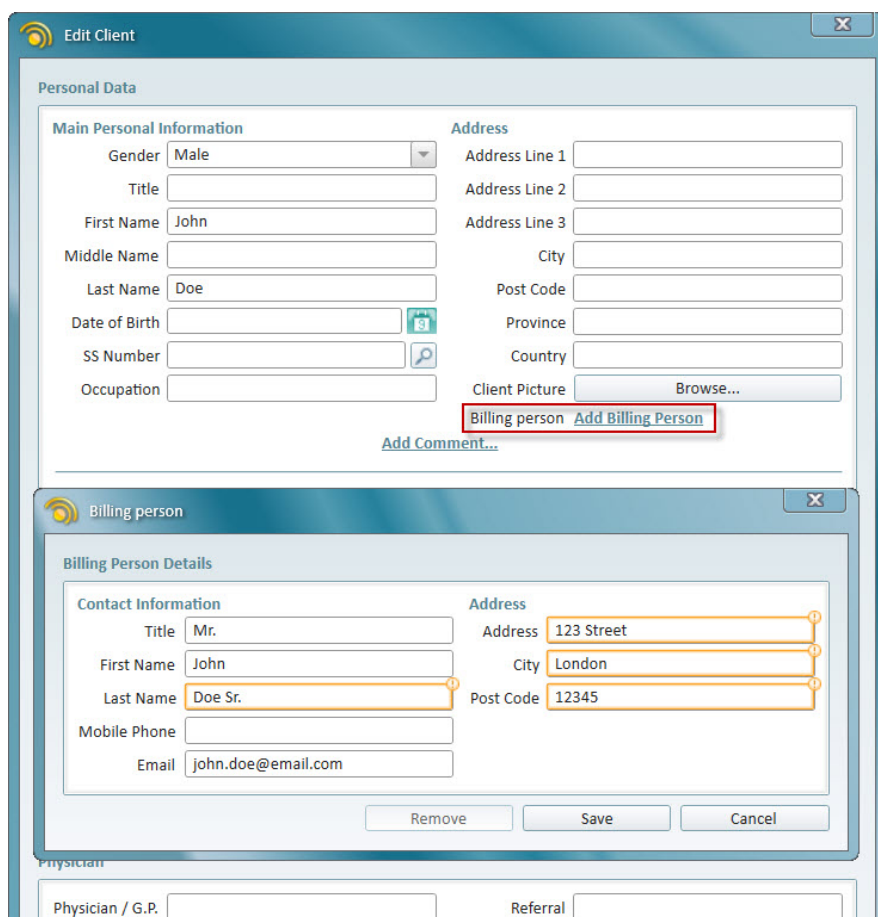 Edit Client
Personal Data
Main Personal Information
Gender Male
Title
First Name John
Middle Name
Last Name Doe
Date of Birth 9
SS Number
Occupation
Address
Address Line 1
Address Line 2
Address Line 3
City
Post Code
Province
Country
Client Picture Browse...
Billing person Add Billing Person
Add Comment...
Billing person
Billing Person Details
Contact Information
Title Mr.
First Name John
Last Name Doe Sr.
Mobile Phone
Email john.doe@email.com
Address
Address 123 Street
City London
Post Code 12345
Remove Save Cancel
Physician
Physician / G.P. Referral